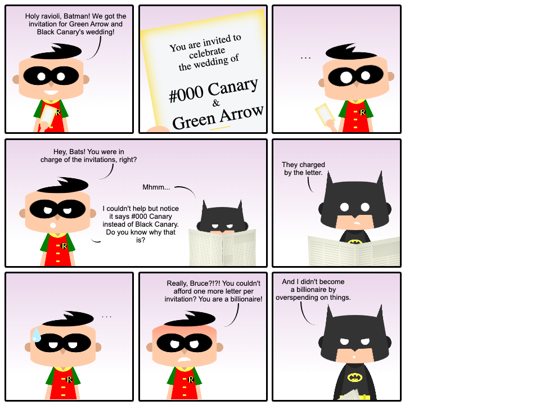 Holy ravioli, Batman! We got the
invitation for Green Arrow and
Black Canary's wedding!
R
You are invited to
celebrate
the wedding of
#000 Canary
&
Green Arrow
...
R
Hey, Bats! You were in
charge of the invitations, right?
I couldn't help but notice
it says #000 Canary
instead of Black Canary.
Do you know why that
is?
R
Mhmm...
They charged
by the letter.
...
R
Really, Bruce?!?! You couldn't
afford one more letter per
invitation? You are a billionaire!
R
And I didn't become
a billionaire by
overspending on things.